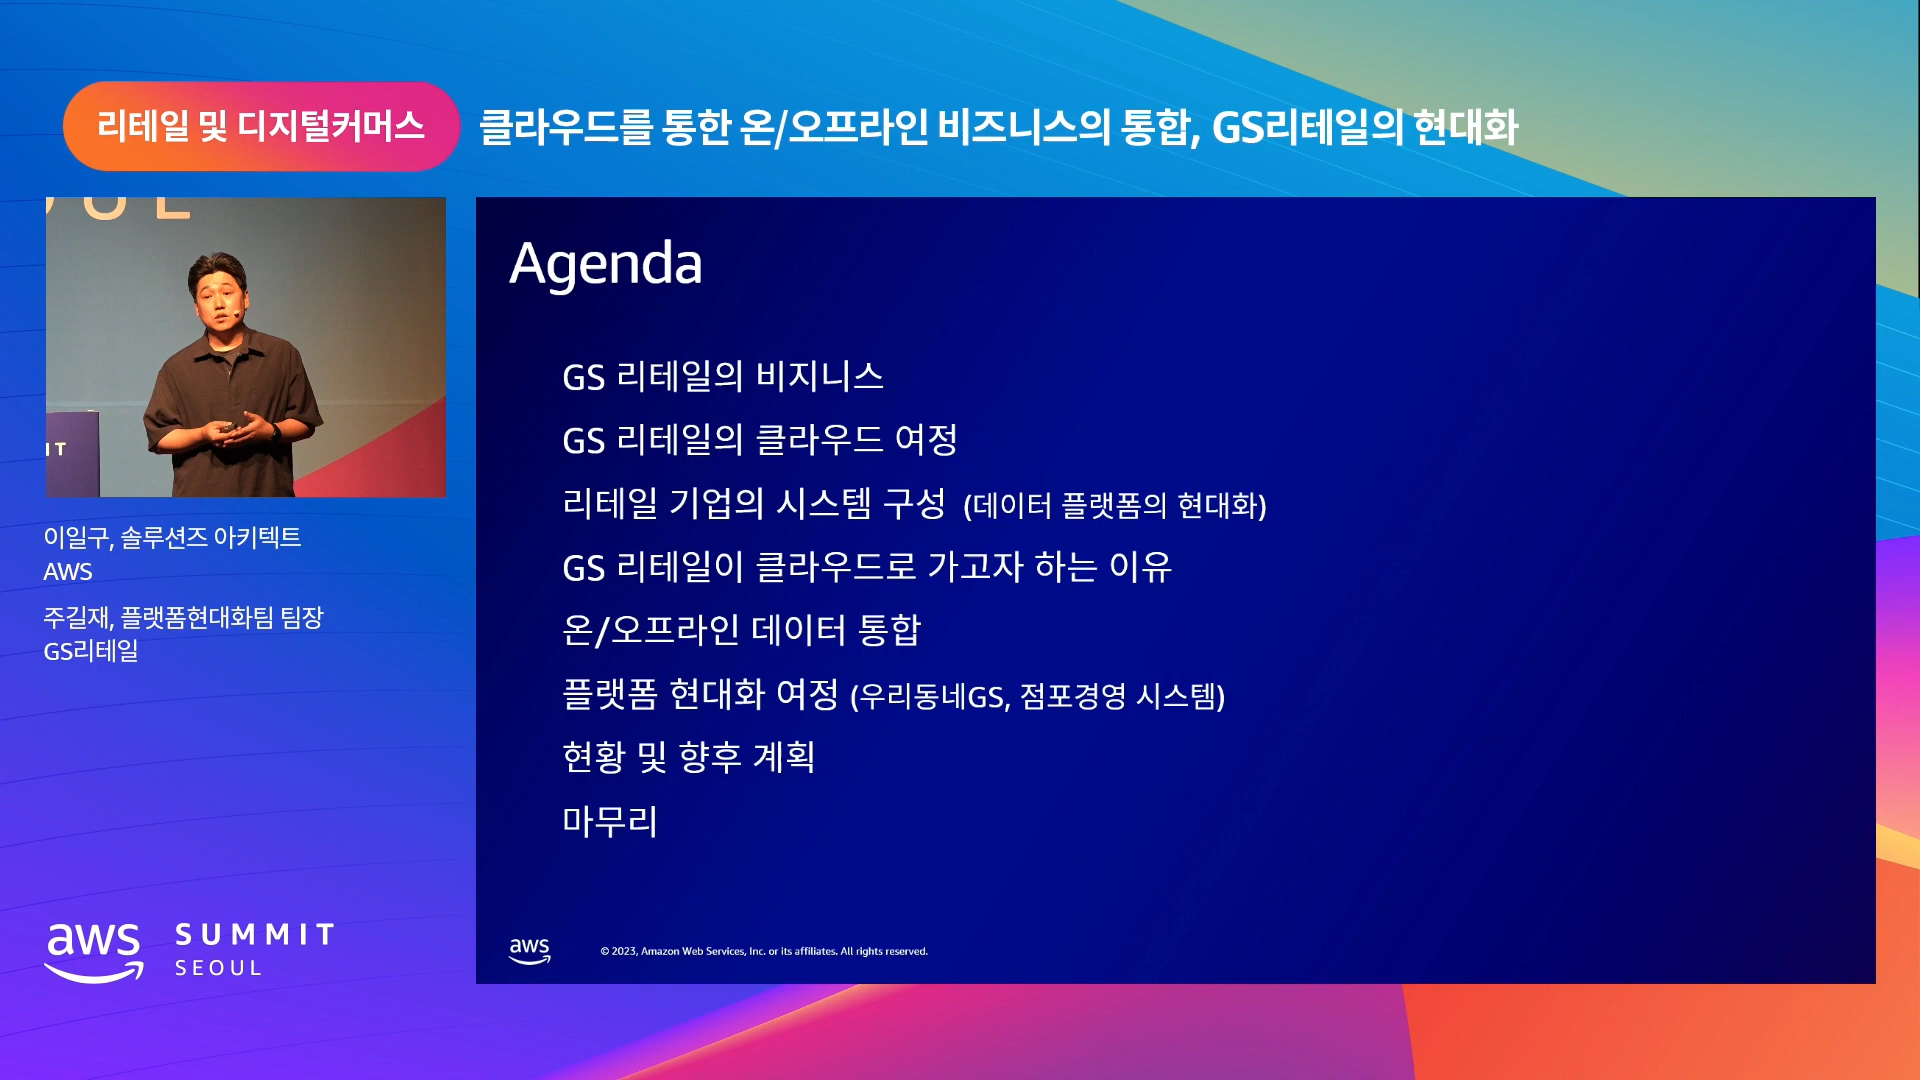 리테일 및 디지털커머스
클라우드를 통한 온/오프라인 비즈니스의 통합, GS리테일의 현대화
OUL
IT
이일구, 솔루션즈 아키텍트
AWS
주길재, 플랫폼현대화팀 팀장
GS리테일
Agenda
GS 리테일의 비지니스
GS 리테일의 클라우드 여정
리테일 기업의 시스템 구성 (데이터 플랫폼의 현대화)
GS 리테일이 클라우드로 가고자 하는 이유
온/오프라인 데이터 통합
플랫폼 현대화 여정 (우리동네GS, 점포경영 시스템)
현황 및 향후 계획
마무리
aws
© 2023, Amazon Web Services, Inc. or its affiliates. All rights reserved.
aws SUMMIT
SEOUL